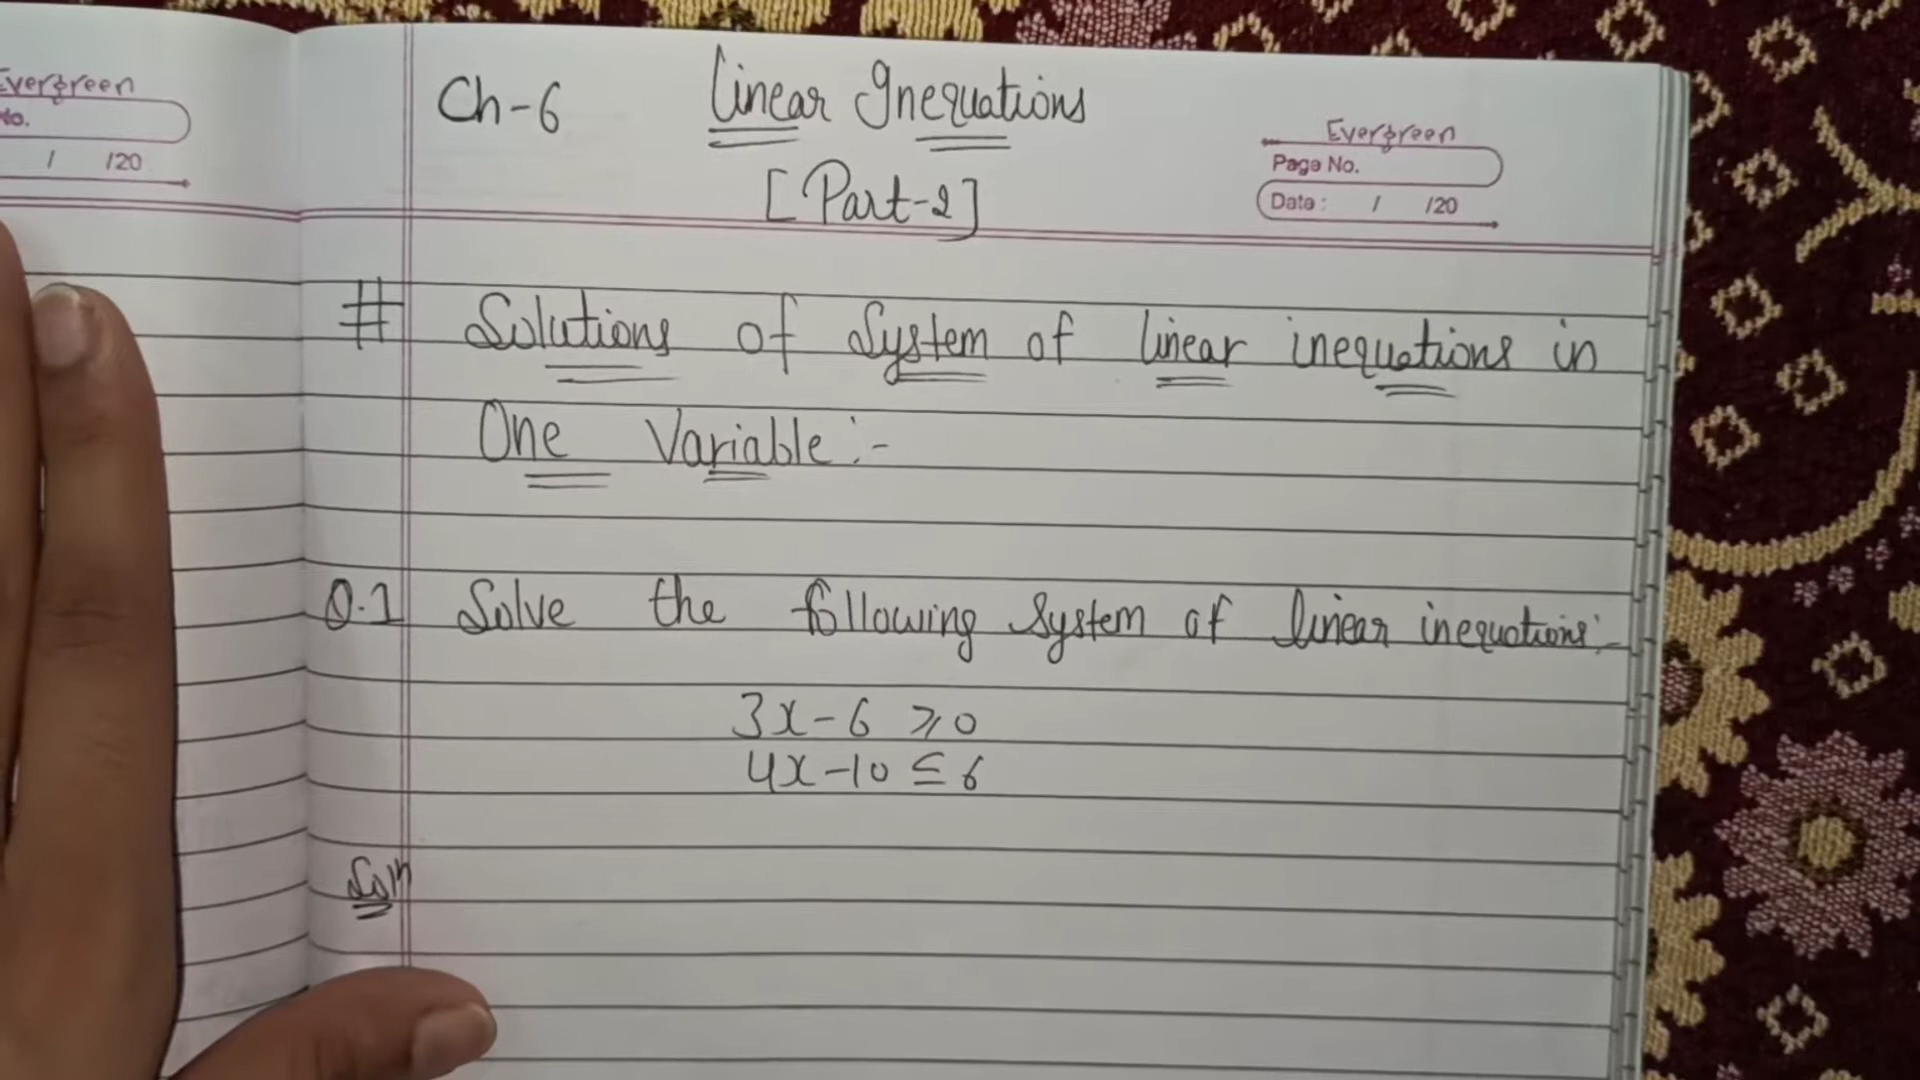 Evergreen
No.
/ /20
Ch-6 Linear Inequations
[Part-2]
Evergreen
Page No.
Date : / /20
# Solutions of System of linear inequations in
One Variable :-
Q.1 Solve the following system of linear inequations:-
3x-6 ⩾0
4x-10 ≤ 6
Soln